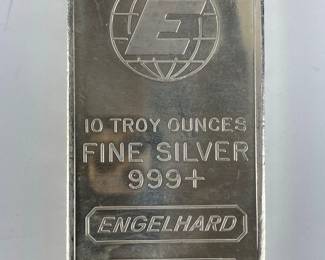 E
10 TROY OUNCES
FINE SILVER
999+
ENGELHARD